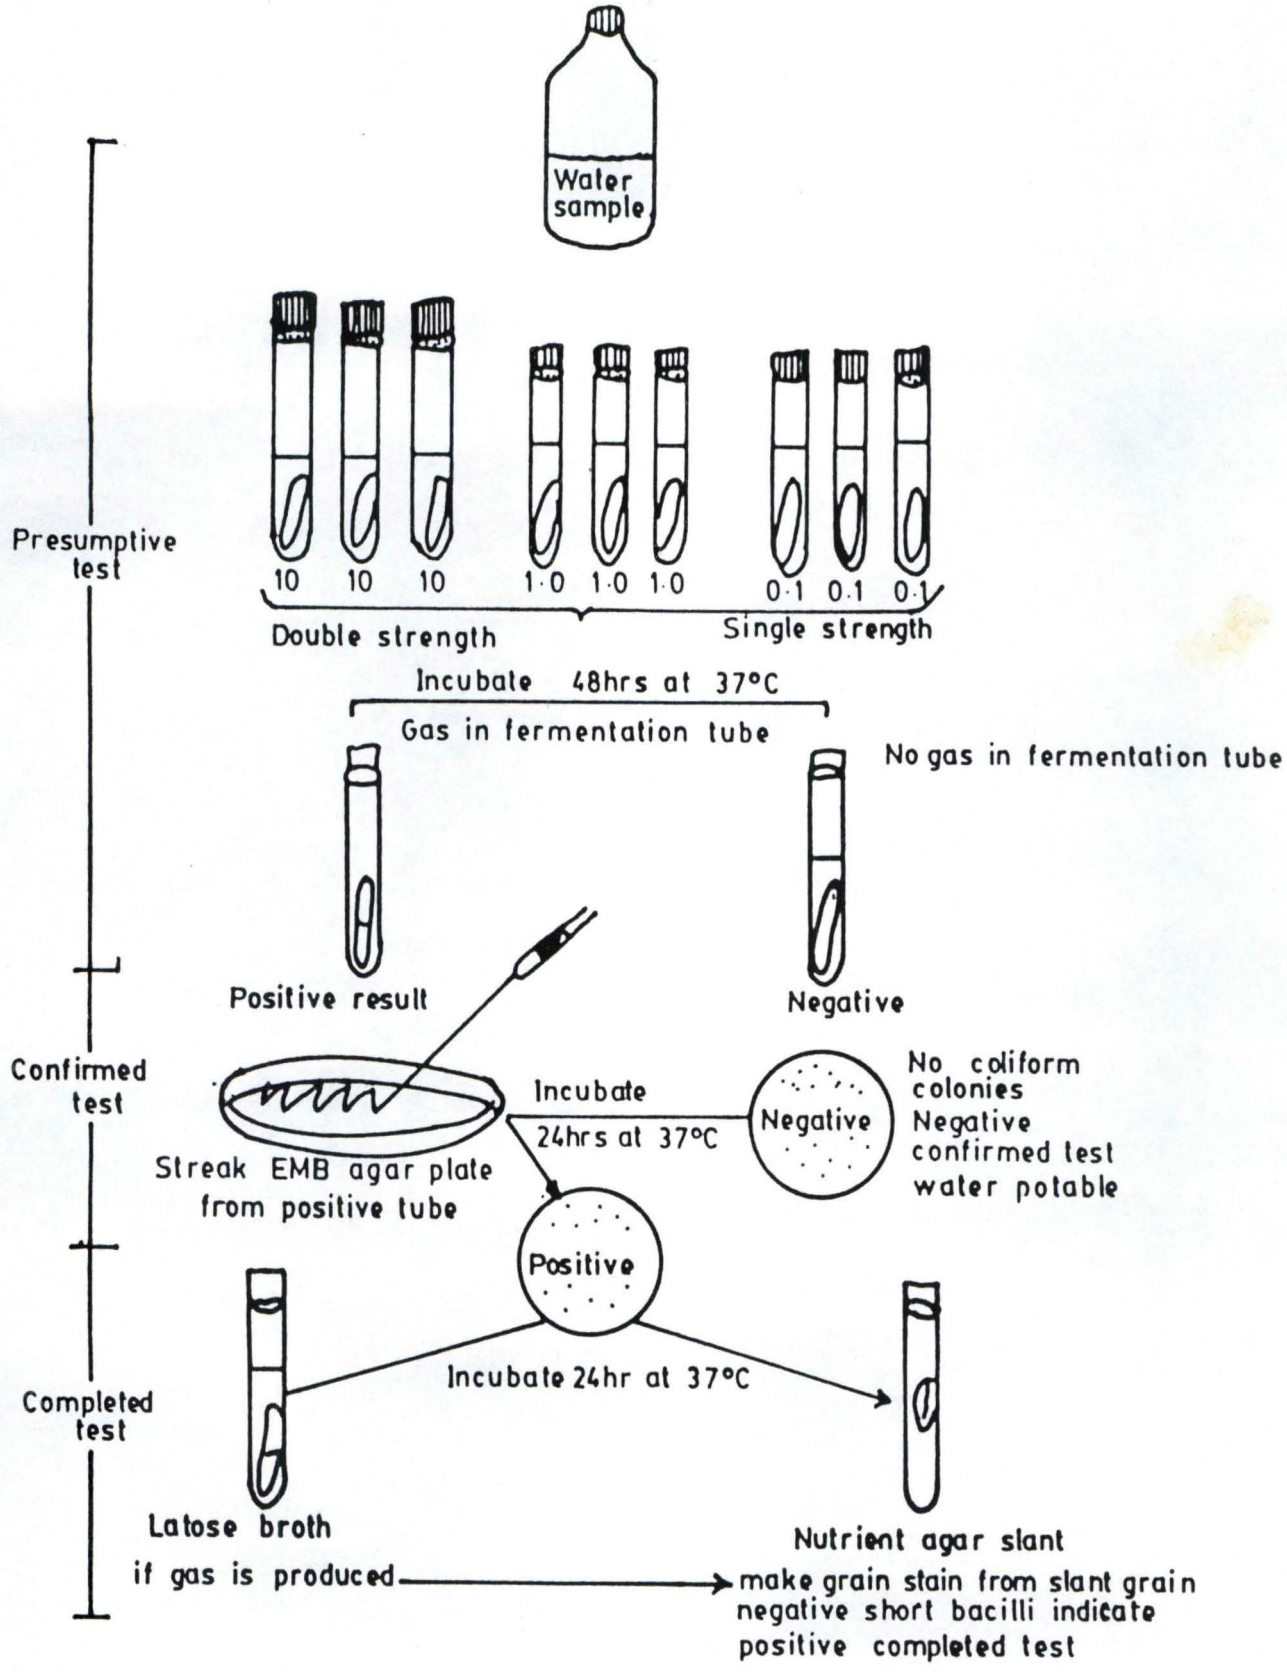 Water
sample
Presumptive
test
10 10 10 1.0 1.0 1.0 0.1 0.1 0.1
Double strength Single strength
Incubate 48hrs at 37°C
Gas in fermentation tube
No gas in fermentation tube
Positive result
Negative
Confirmed
test
Incubate
24hrs at 37°C
Negative
No coliform
colonies
Negative
confirmed test
water potable
Streak EMB agar plate
from positive tube
Positive
Incubate 24hr at 37°C
Completed
test
Latose broth
if gas is produced
Nutrient agar slant
make grain stain from slant grain
negative short bacilli indicate
positive completed test